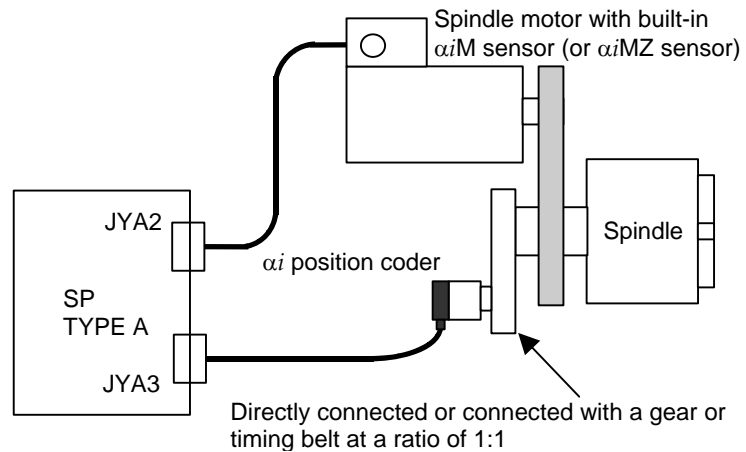 Spindle motor with built-in
αiM sensor (or αiMZ sensor)
JYA2
Spindle
αi position coder
SP
TYPE A
JYA3
Directly connected or connected with a gear or
timing belt at a ratio of 1:1